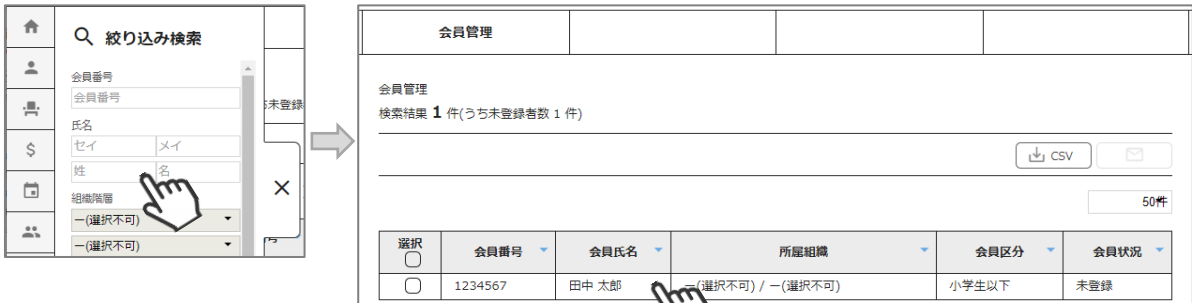 絞り込み検索
会員番号
会員番号
氏名
セイ メイ
姓 名
組織階層
ー(選択不可)
ー(選択不可)
未登録
会員管理
会員管理
検索結果 1 件(うち未登録者数 1 件)
CSV
50件
選択 会員番号 会員氏名 所属組織 会員区分 会員状況
1234567 田中 太郎 ー(選択不可) / ー(選択不可) 小学生以下 未登録